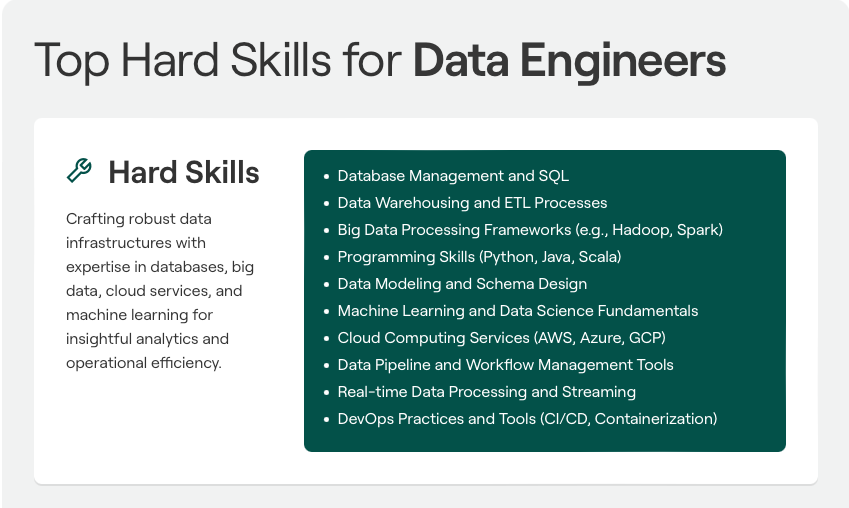 Top Hard Skills for Data Engineers
Hard Skills
Crafting robust data
infrastructures with
expertise in databases, big
data, cloud services, and
machine learning for
insightful analytics and
operational efficiency.
• Database Management and SQL
• Data Warehousing and ETL Processes
• Big Data Processing Frameworks (e.g., Hadoop, Spark)
• Programming Skills (Python, Java, Scala)
• Data Modeling and Schema Design
• Machine Learning and Data Science Fundamentals
• Cloud Computing Services (AWS, Azure, GCP)
• Data Pipeline and Workflow Management Tools
• Real-time Data Processing and Streaming
• DevOps Practices and Tools (CI/CD, Containerization)